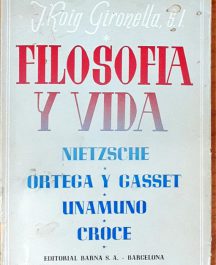 J. Roig Gironella, S.I.
FILOSOFIA
Y VIDA
NIETZSCHE
ORTEGA Y GASSET
UNAMUNO
CROCE
EDITORIAL BARNA S. A. - BARCELONA